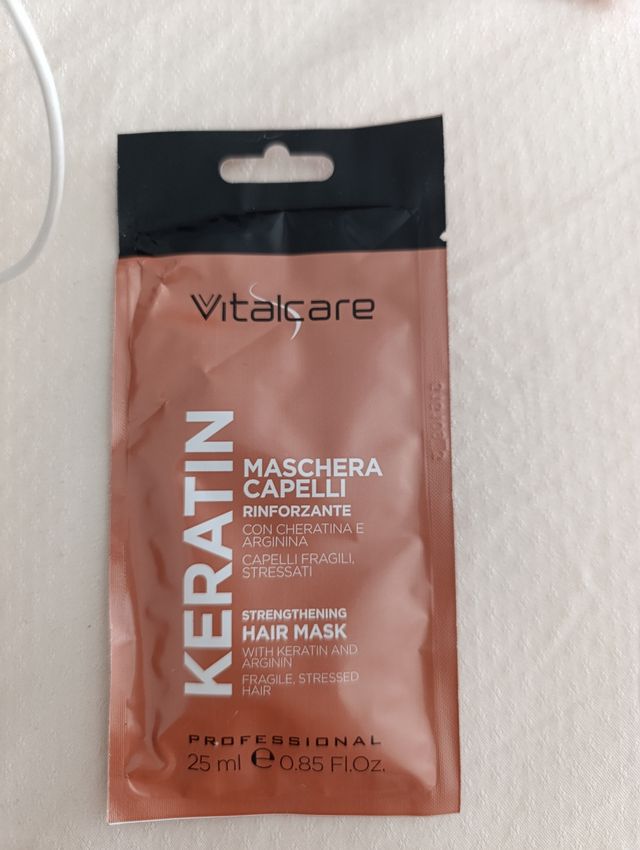 Vitalcare
KERATIN
MASCHERA
CAPELLI
RINFORZANTE
CON CHERATINA E
ARGININA
CAPELLI FRAGILI,
STRESSATI
STRENGTHENING
HAIR MASK
WITH KERATIN AND
ARGININ
FRAGILE, STRESSED
HAIR
PROFESSIONAL
25 ml ℮ 0.85 Fl.Oz.